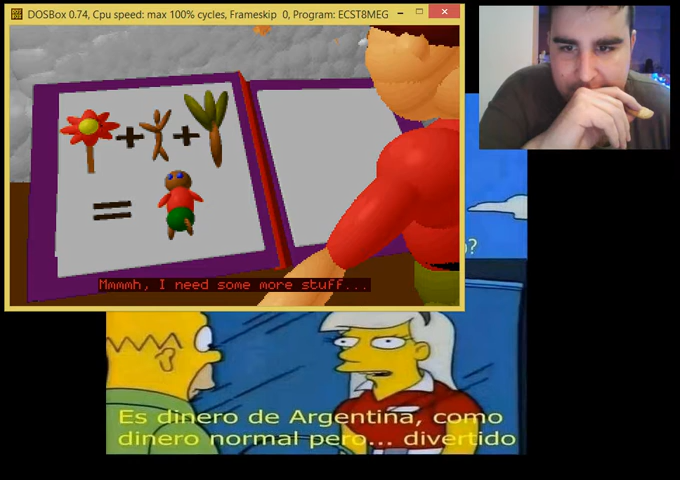 DOSBox 0.74, Cpu speed: max 100% cycles, Frameskip 0, Program: ECST8MEG
Mmmmh, I need some more stuff...
?
Es dinero de Argentina, como
dinero normal pero... divertido